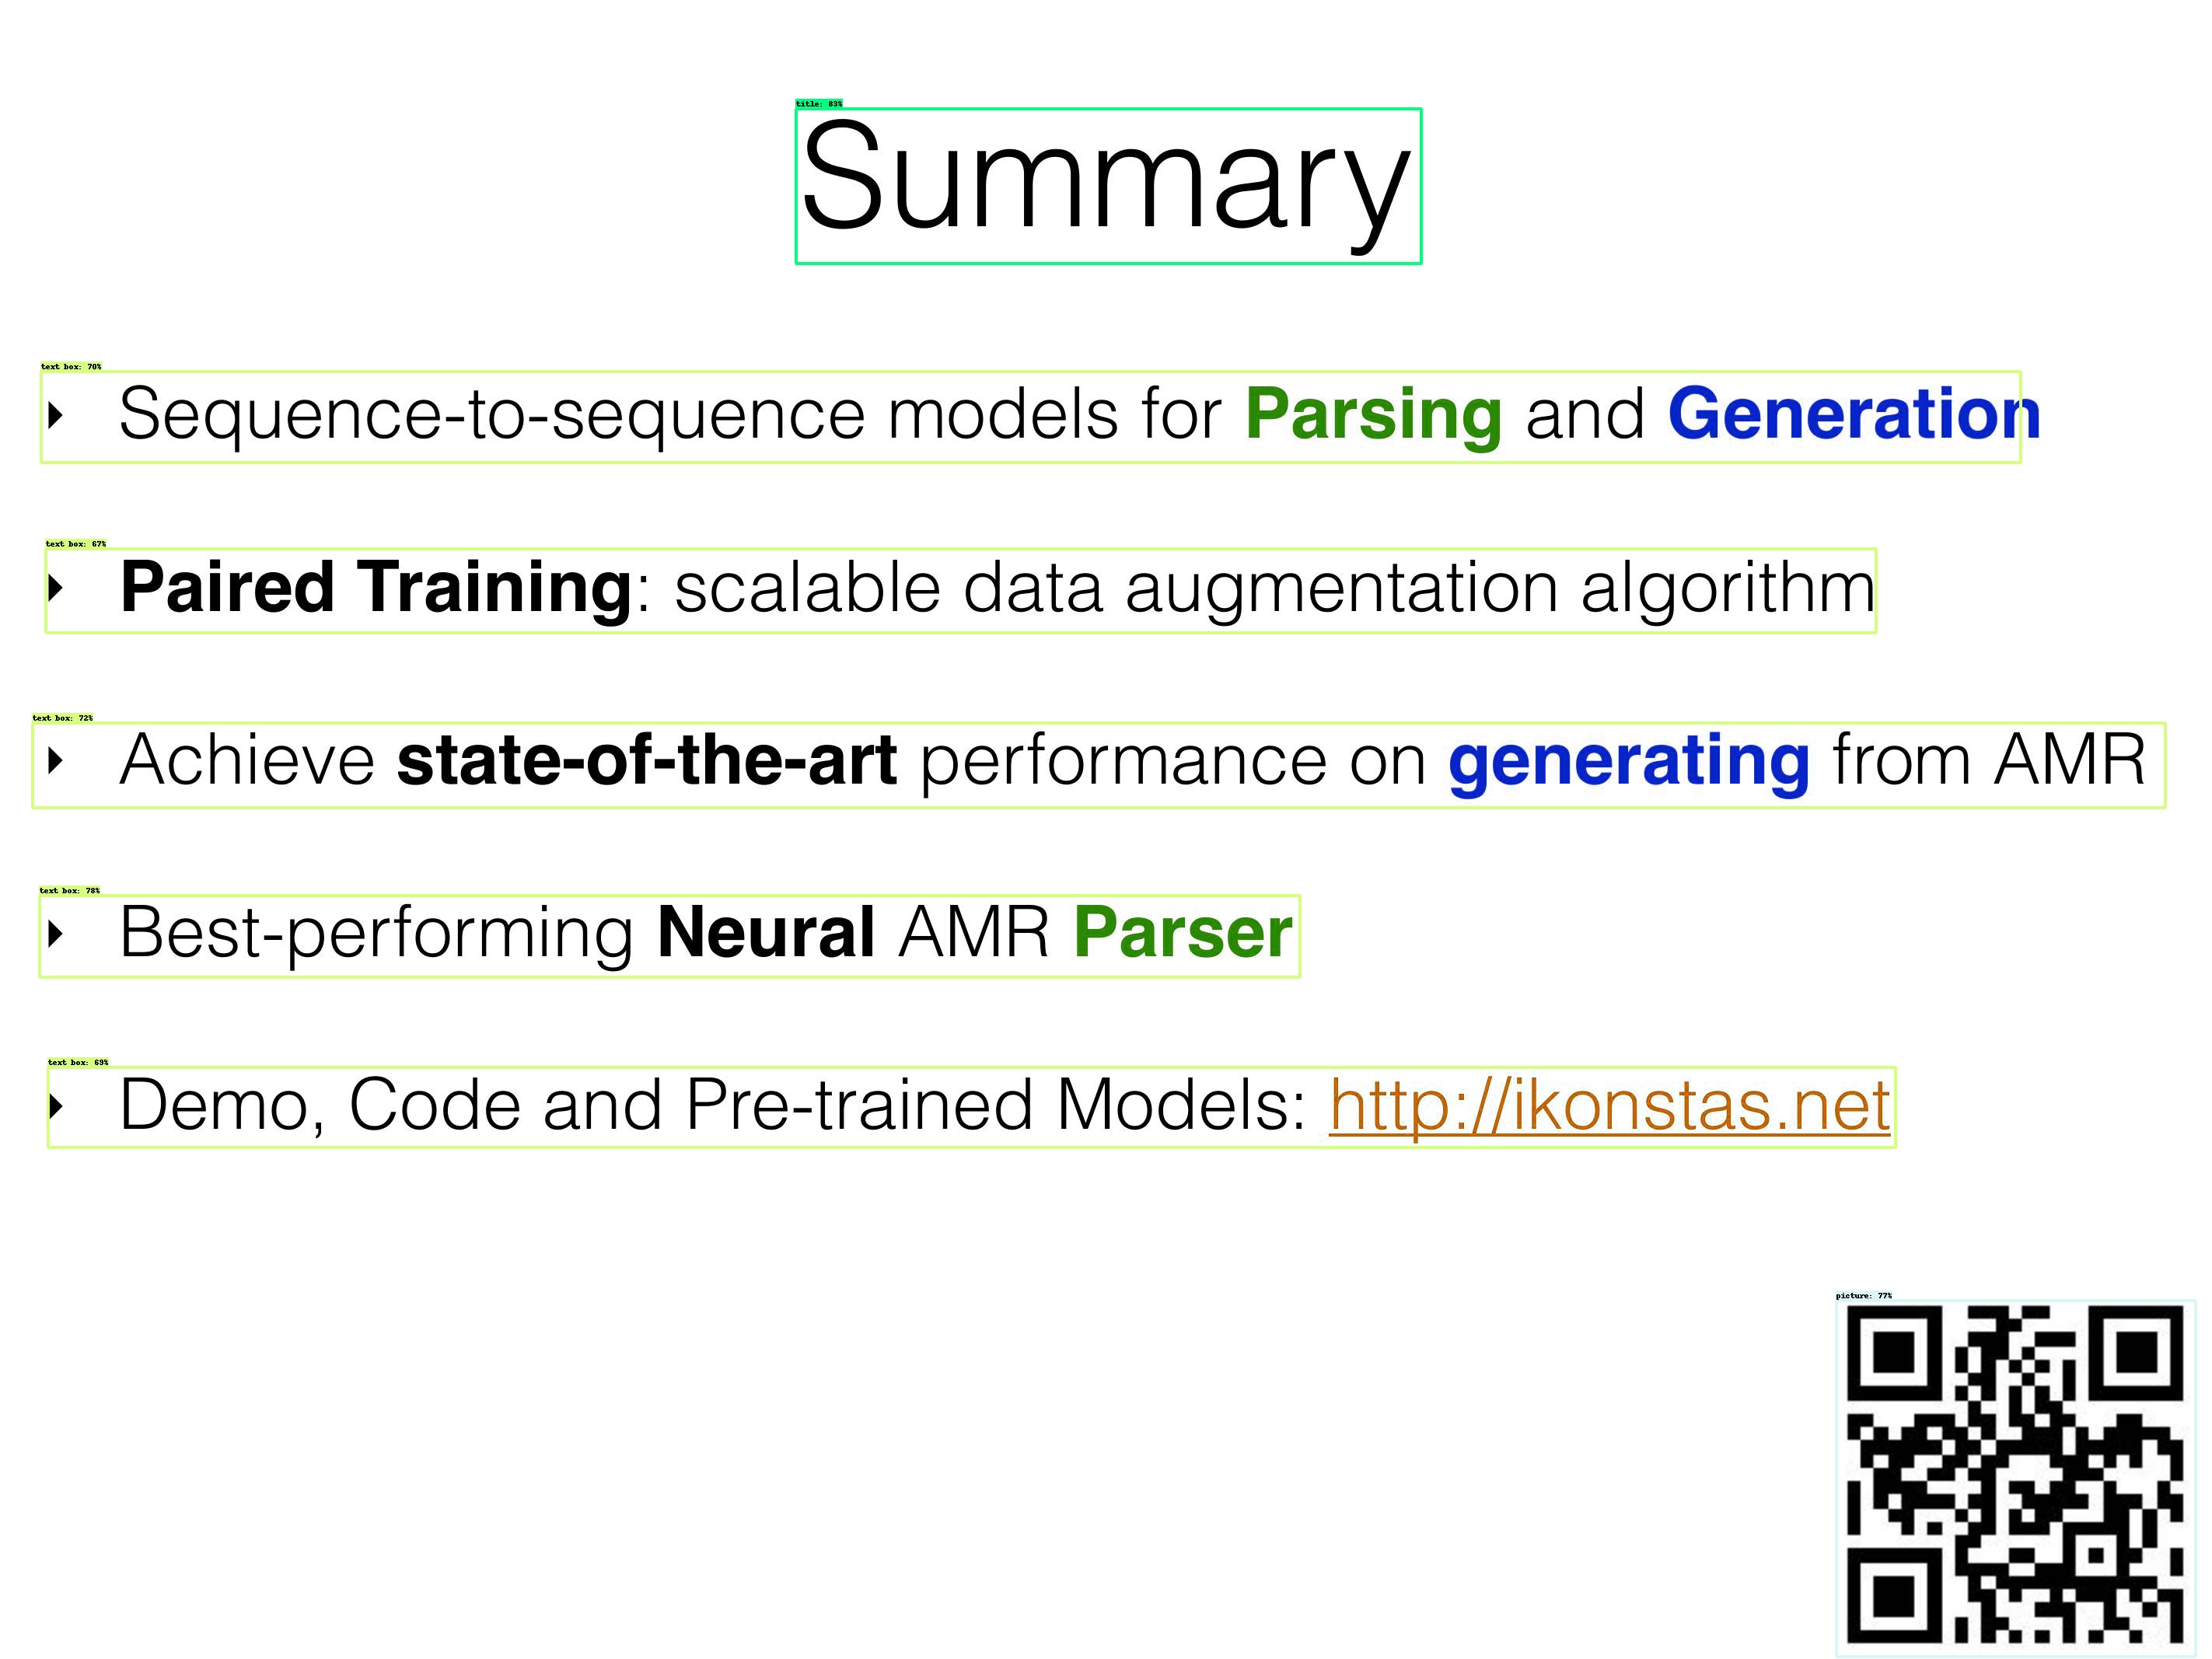 title: 83%
Summary
text box: 70%
Sequence-to-sequence models for Parsing and Generation
text box: 67%
Paired Training: scalable data augmentation algorithm
text box: 72%
Achieve state-of-the-art performance on generating from AMR
text box: 78%
Best-performing Neural AMR Parser
text box: 69%
Demo, Code and Pre-trained Models: http://ikonstas.net
picture: 77%